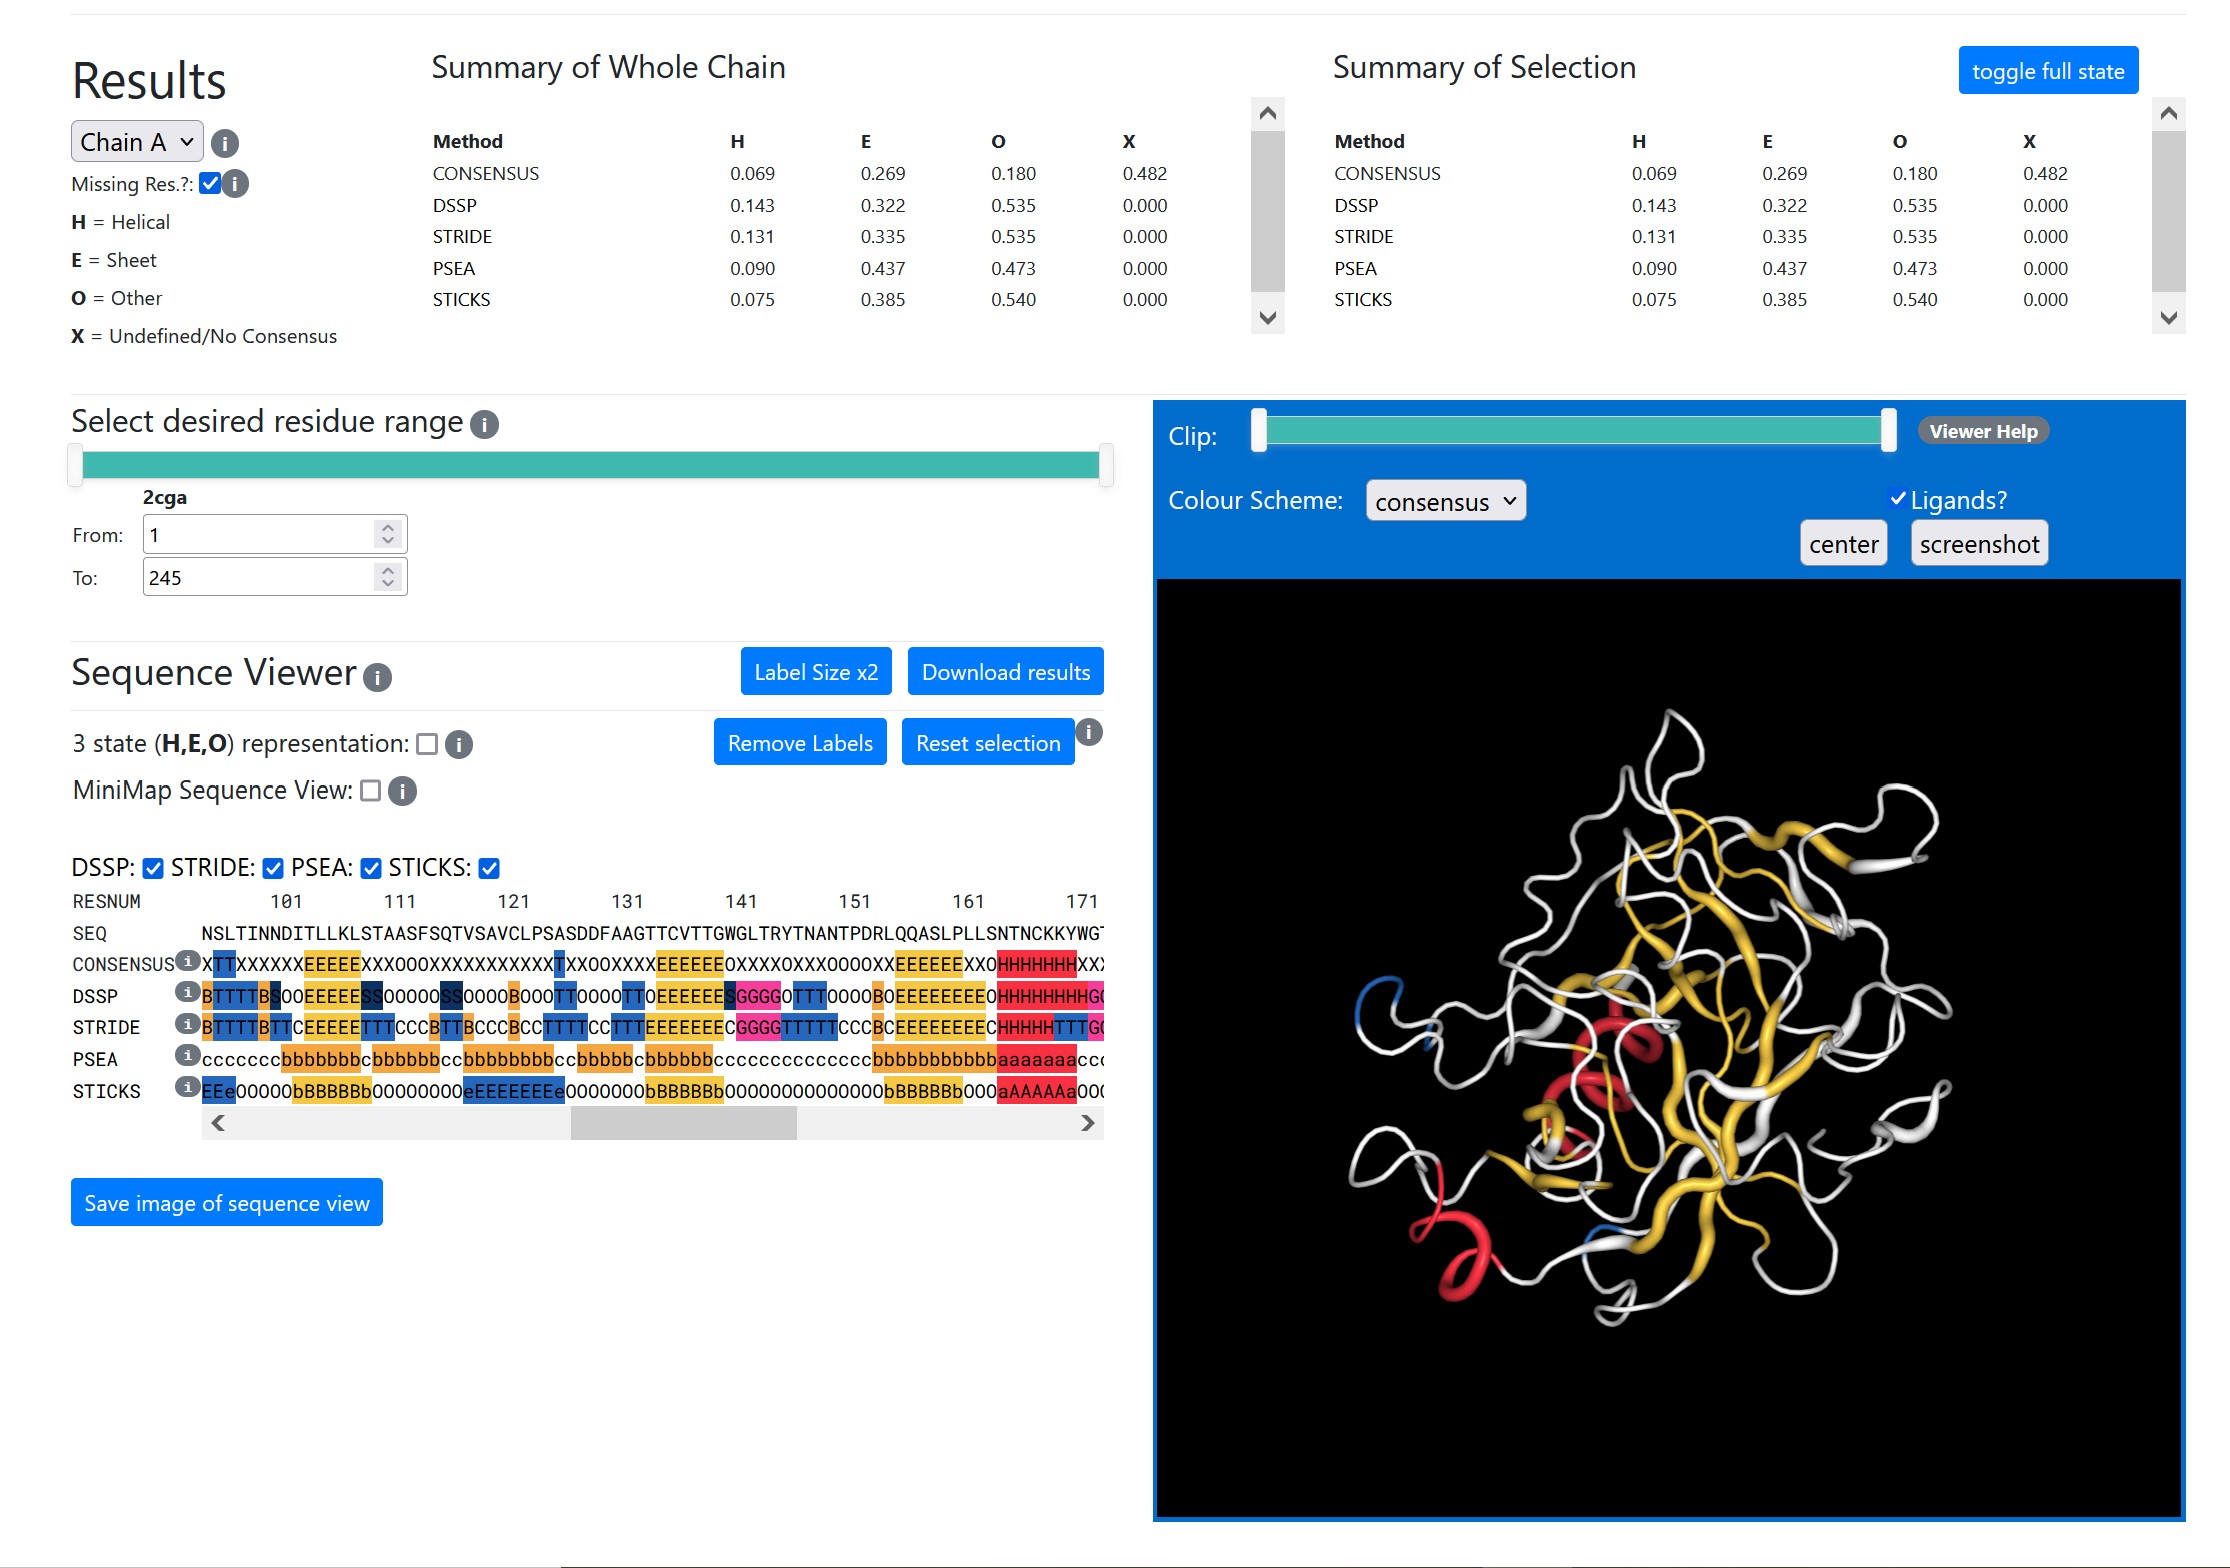 Results
Chain A
Missing Res.?:
H = Helical
E = Sheet
O = Other
X = Undefined/No Consensus
Summary of Whole Chain
Method H E O X
CONSENSUS 0.069 0.269 0.180 0.482
DSSP 0.143 0.322 0.535 0.000
STRIDE 0.131 0.335 0.535 0.000
PSEA 0.090 0.437 0.473 0.000
STICKS 0.075 0.385 0.540 0.000
Summary of Selection
toggle full state
Method H E O X
CONSENSUS 0.069 0.269 0.180 0.482
DSSP 0.143 0.322 0.535 0.000
STRIDE 0.131 0.335 0.535 0.000
PSEA 0.090 0.437 0.473 0.000
STICKS 0.075 0.385 0.540 0.000
Select desired residue range
2cga
From: 1
To: 245
Sequence Viewer
Label Size x2
Download results
3 state (H,E,O) representation:
Remove Labels
Reset selection
MiniMap Sequence View:
DSSP: STRIDE: PSEA: STICKS:
RESNUM 101 111 121 131 141 151 161 171
SEQ NSLTINNDITLLKLSTAASFSQTVSAVCLPSASDDFAAGTTCVTTGWGLTRYTNANTPDRLQQASLPLLSNTNCKKYWGT
CONSENSUS XTTXXXXXXEEEEEXXXOOOXXXXXXXXXXXTXXOOXXXXEEEEEEOXXXXOXXXOOOOXXEEEEEEXXOHHHHHHHXXX
DSSP BTTTTBSOOEEEEESSOOOOOSSOOOOBOOOTTOOOOTTOEEEEEESGGGGOTTTOOOOBOEEEEEEEEOHHHHHHHHGG
STRIDE BTTTTBTTCEEEEETTTCCCBTTBCCCBCCTTTTCCTTTEEEEEEECGGGGTTTTTCCCBCEEEEEEEECHHHHHTTTGG
PSEA cccccccbbbbbbbcbbbbbbccbbbbbbbbccbbbbbcbbbbbbccccccccccccccbbbbbbbbbbbaaaaaaaccc
STICKS EEeOOOOObBBBBBbOOOOOOOOeEEEEEEEeOOOOOOObBBBBBbOOOOOOOOOOOOOObBBBBBbOOOaAAAAAaOOO
Save image of sequence view
Clip:
Viewer Help
Colour Scheme: consensus
Ligands?
center
screenshot